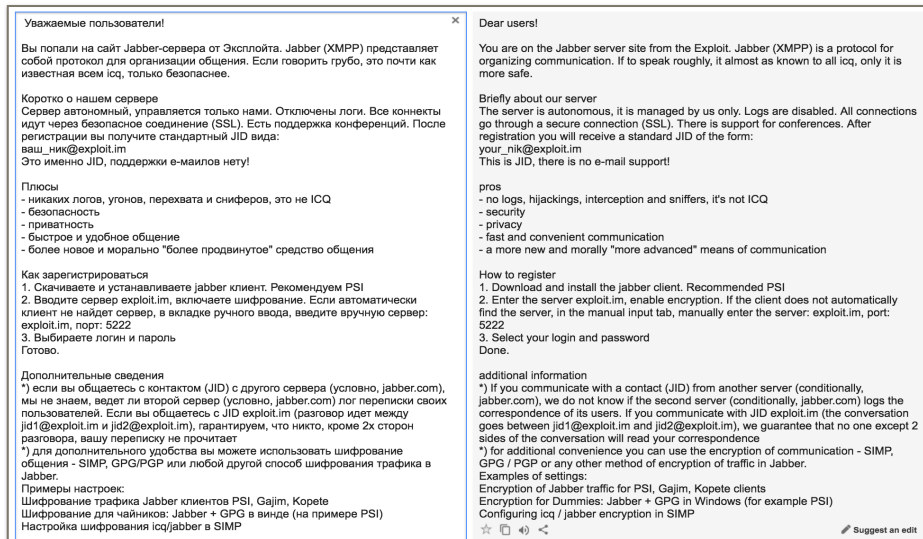 Уважаемые пользователи!
Вы попали на сайт Jabber-сервера от Эксплойта. Jabber (XMPP) представляет
собой протокол для организации общения. Если говорить грубо, это почти как
известная всем icq, только безопаснее.
Коротко о нашем сервере
Сервер автономный, управляется только нами. Отключены логи. Все коннекты
идут через безопасное соединение (SSL). Есть поддержка конференций. После
регистрации вы получите стандартный JID вида:
ваш_ник@exploit.im
Это именно JID, поддержки е-маилов нету!
Плюсы
- никаких логов, угонов, перехвата и сниферов, это не ICQ
- безопасность
- приватность
- быстрое и удобное общение
- более новое и морально "более продвинутое" средство общения
Как зарегистрироваться
1. Скачиваете и устанавливаете jabber клиент. Рекомендуем PSI
2. Вводите сервер exploit.im, включаете шифрование. Если автоматически
клиент не найдет сервер, в вкладке ручного ввода, введите вручную сервер:
exploit.im, порт: 5222
3. Выбираете логин и пароль
Готово.
Дополнительные сведения
*) если вы общаетесь с контактом (JID) с другого сервера (условно, jabber.com),
мы не знаем, ведет ли второй сервер (условно, jabber.com) лог переписки своих
пользователей. Если вы общаетесь с JID exploit.im (разговор идет между
jid1@exploit.im и jid2@exploit.im), гарантируем, что никто, кроме 2х сторон
разговора, вашу переписку не прочитает
*) для дополнительного удобства вы можете использовать шифрование
общения - SIMP, GPG/PGP или любой другой способ шифрования трафика в
Jabber.
Примеры настроек:
Шифрование трафика Jabber клиентов PSI, Gajim, Kopete
Шифрование для чайников: Jabber + GPG в винде (на примере PSI)
Настройка шифрования icq/jabber в SIMP
Dear users!
You are on the Jabber server site from the Exploit. Jabber (XMPP) is a protocol for
organizing communication. If to speak roughly, it almost as known to all icq, only it is
more safe.
Briefly about our server
The server is autonomous, it is managed by us only. Logs are disabled. All connections
go through a secure connection (SSL). There is support for conferences. After
registration you will receive a standard JID of the form:
your_nik@exploit.im
This is JID, there is no e-mail support!
pros
- no logs, hijackings, interception and sniffers, it's not ICQ
- security
- privacy
- fast and convenient communication
- a more new and morally "more advanced" means of communication
How to register
1. Download and install the jabber client. Recommended PSI
2. Enter the server exploit.im, enable encryption. If the client does not automatically
find the server, in the manual input tab, manually enter the server: exploit.im, port:
5222
3. Select your login and password
Done.
additional information
*) If you communicate with a contact (JID) from another server (conditionally,
jabber.com), we do not know if the second server (conditionally, jabber.com) logs the
correspondence of its users. If you communicate with JID exploit.im (the conversation
goes between jid1@exploit.im and jid2@exploit.im), we guarantee that no one except 2
sides of the conversation will read your correspondence
*) for additional convenience you can use the encryption of communication - SIMP,
GPG / PGP or any other method of encryption of traffic in Jabber.
Examples of settings:
Encryption of Jabber traffic for PSI, Gajim, Kopete clients
Encryption for Dummies: Jabber + GPG in Windows (for example PSI)
Configuring icq / jabber encryption in SIMP
Suggest an edit